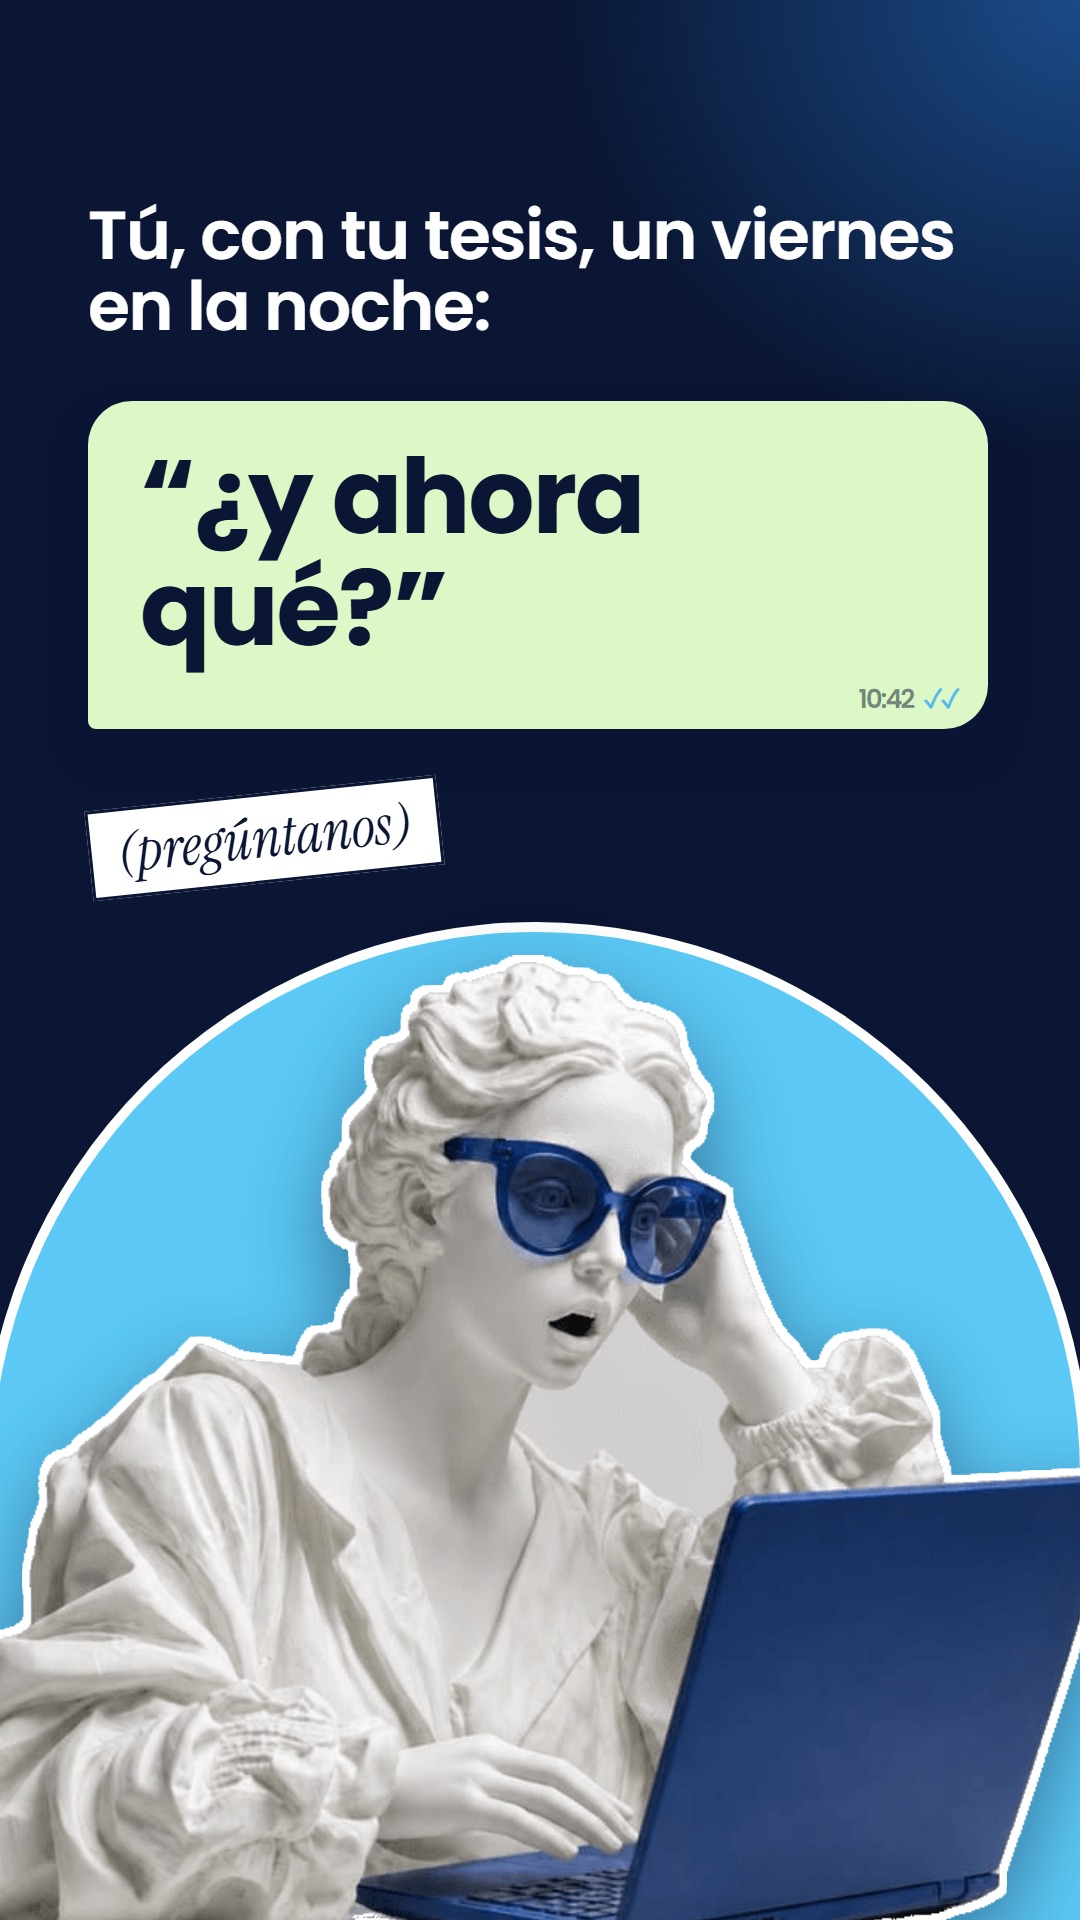 Tú, con tu tesis, un viernes
en la noche:
“¿y ahora
qué?”
10:42
(pregúntanos)